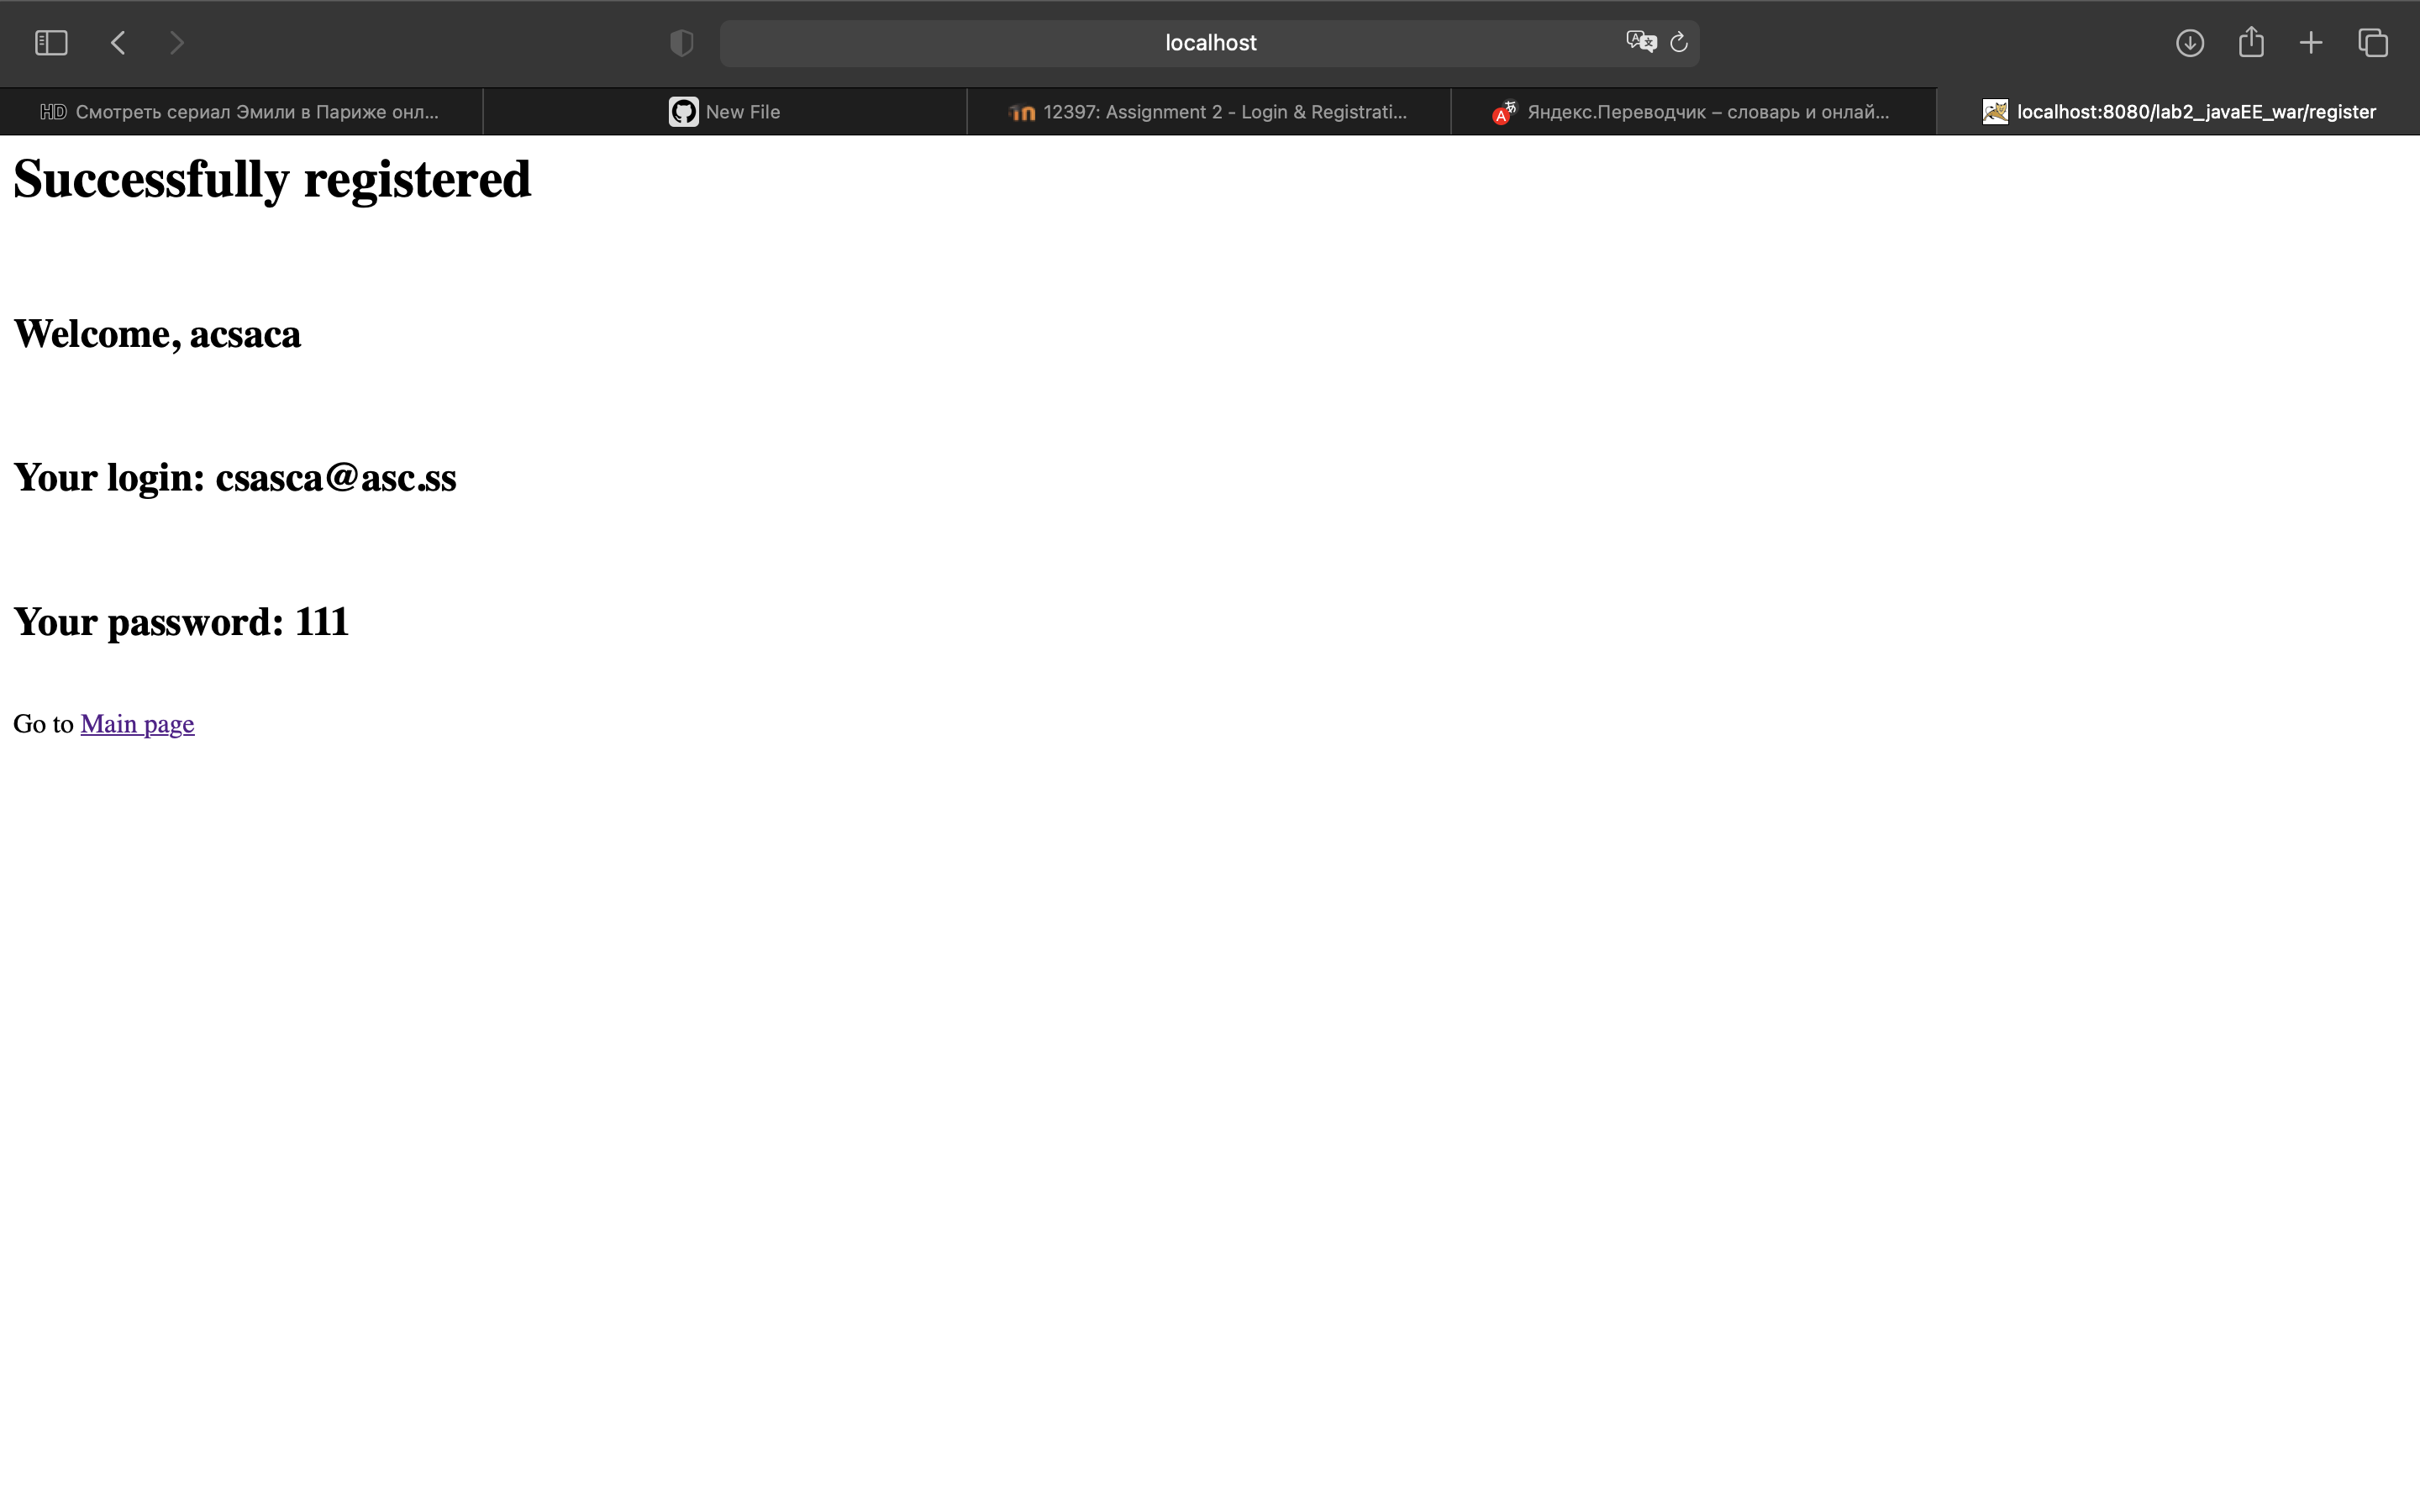 localhost
HD Смотреть сериал Эмили в Париже онл...
New File
12397: Assignment 2 - Login & Registrati...
Яндекс.Переводчик – словарь и онлай...
localhost:8080/lab2_javaEE_war/register
Successfully registered
Welcome, acsaca
Your login: csasca@asc.ss
Your password: 111
Go to Main page